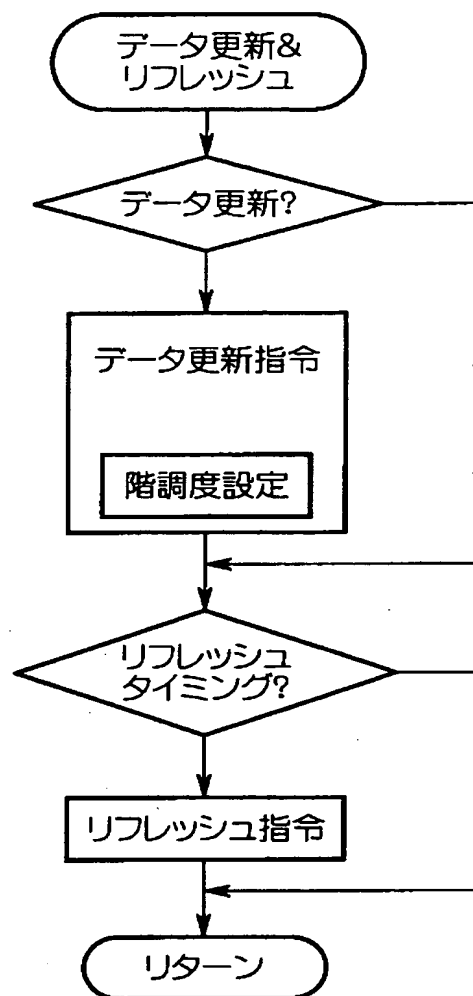 データ更新&
リフレッシュ
データ更新?
データ更新指令
階調度設定
リフレッシュ
タイミング?
リフレッシュ指令
リターン